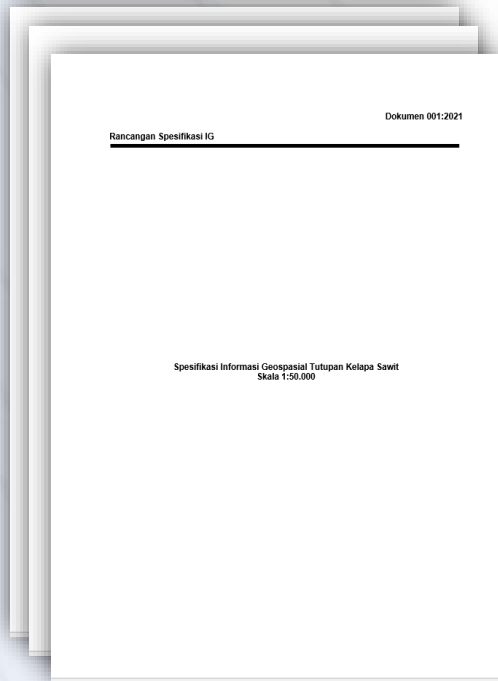 Dokumen 001:2021
Rancangan Spesifikasi IG
Spesifikasi Informasi Geospasial Tutupan Kelapa Sawit
Skala 1:50.000